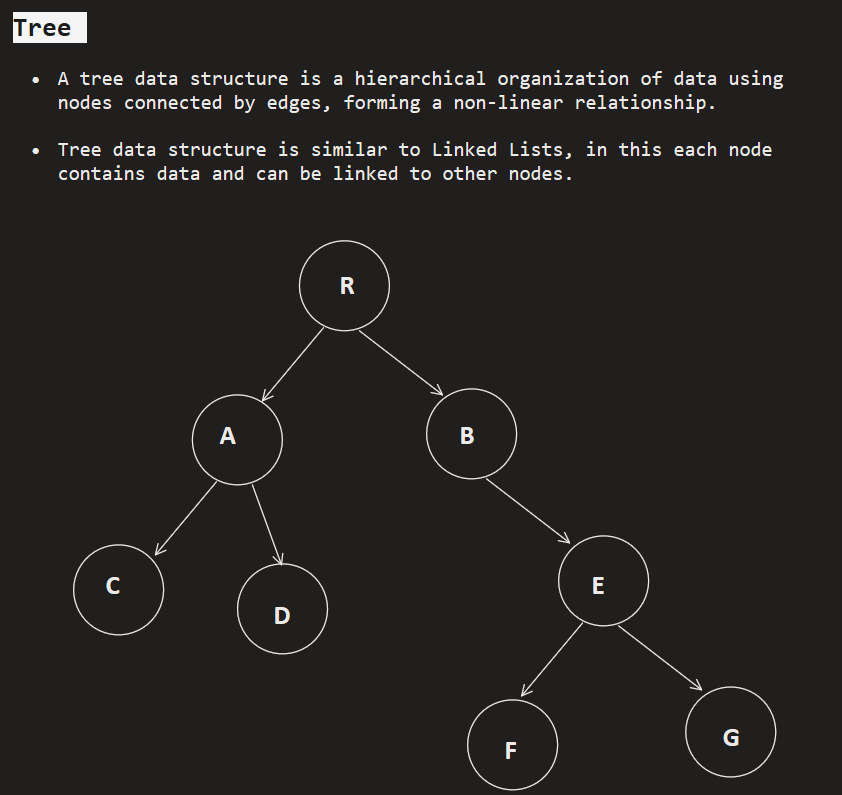 Tree
• A tree data structure is a hierarchical organization of data using
nodes connected by edges, forming a non-linear relationship.
• Tree data structure is similar to Linked Lists, in this each node
contains data and can be linked to other nodes.
R
A
B
C
D
E
F
G